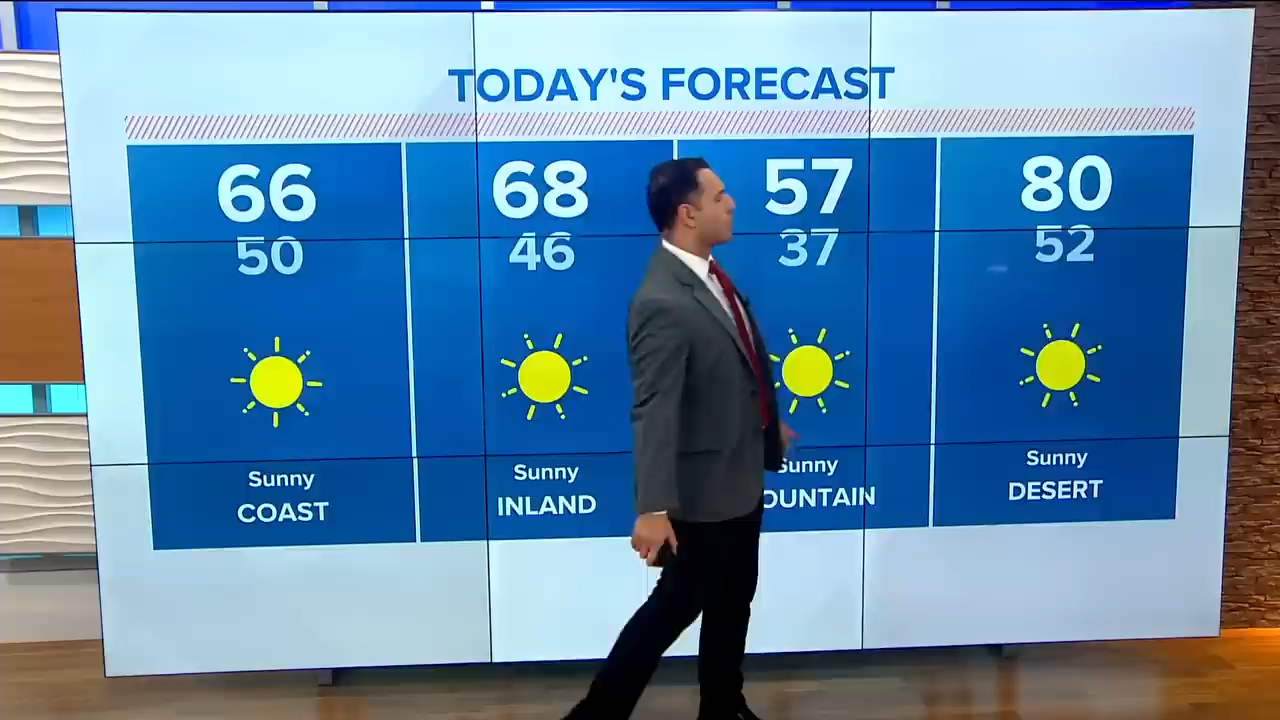 TODAY'S FORECAST
66
50
Sunny
COAST
68
46
Sunny
INLAND
57
37
Sunny
OUNTAIN
80
52
Sunny
DESERT